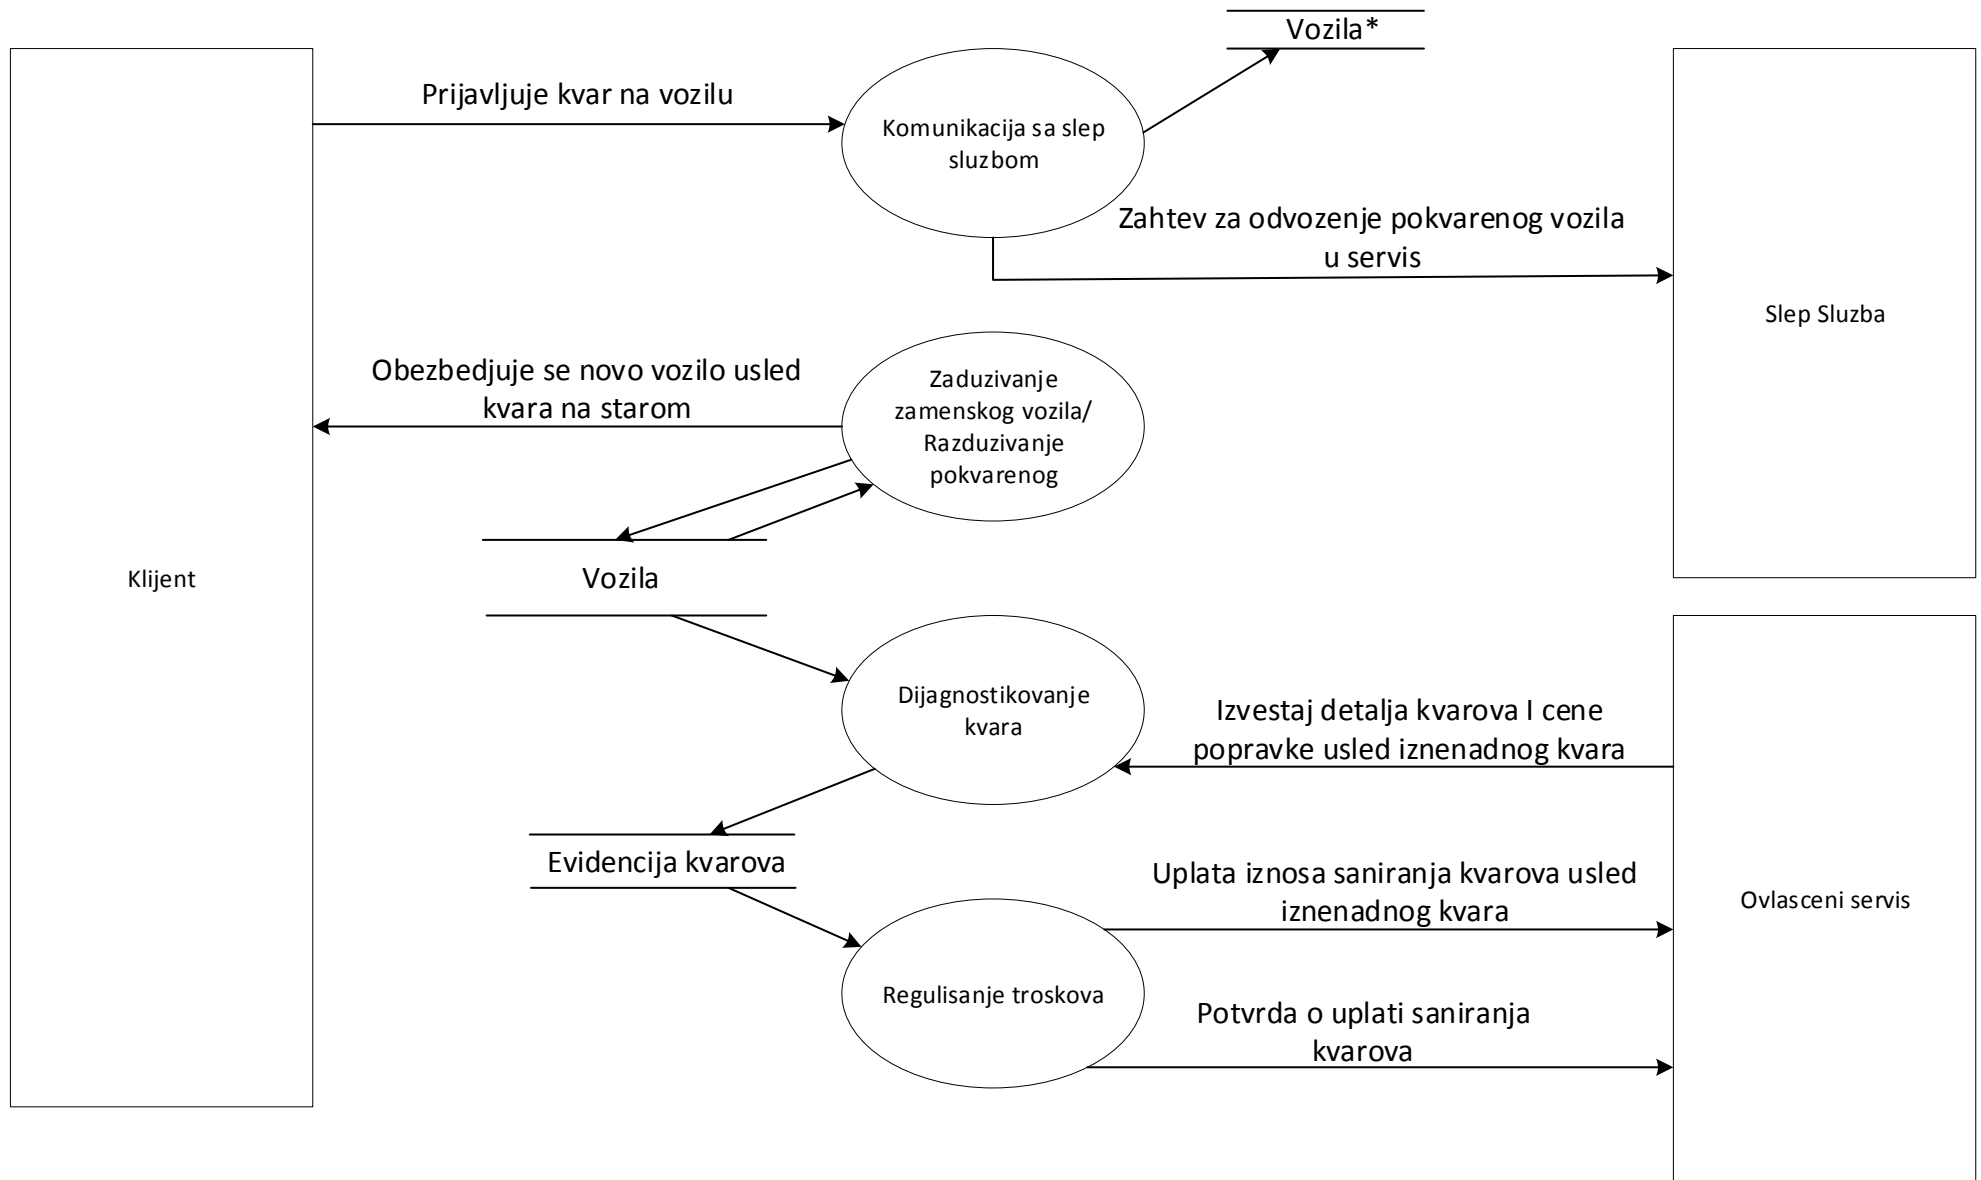 Vozila*
Prijavljuje kvar na vozilu
Komunikacija sa slep
sluzbom
Zahtev za odvozenje pokvarenog vozila
u servis
Slep Sluzba
Obezbedjuje se novo vozilo usled
kvara na starom
Zaduzivanje
zamenskog vozila/
Razduzivanje
pokvarenog
Klijent
Vozila
Dijagnostikovanje
kvara
Izvestaj detalja kvarova I cene
popravke usled iznenadnog kvara
Evidencija kvarova
Uplata iznosa saniranja kvarova usled
iznenadnog kvara
Ovlasceni servis
Regulisanje troskova
Potvrda o uplati saniranja
kvarova